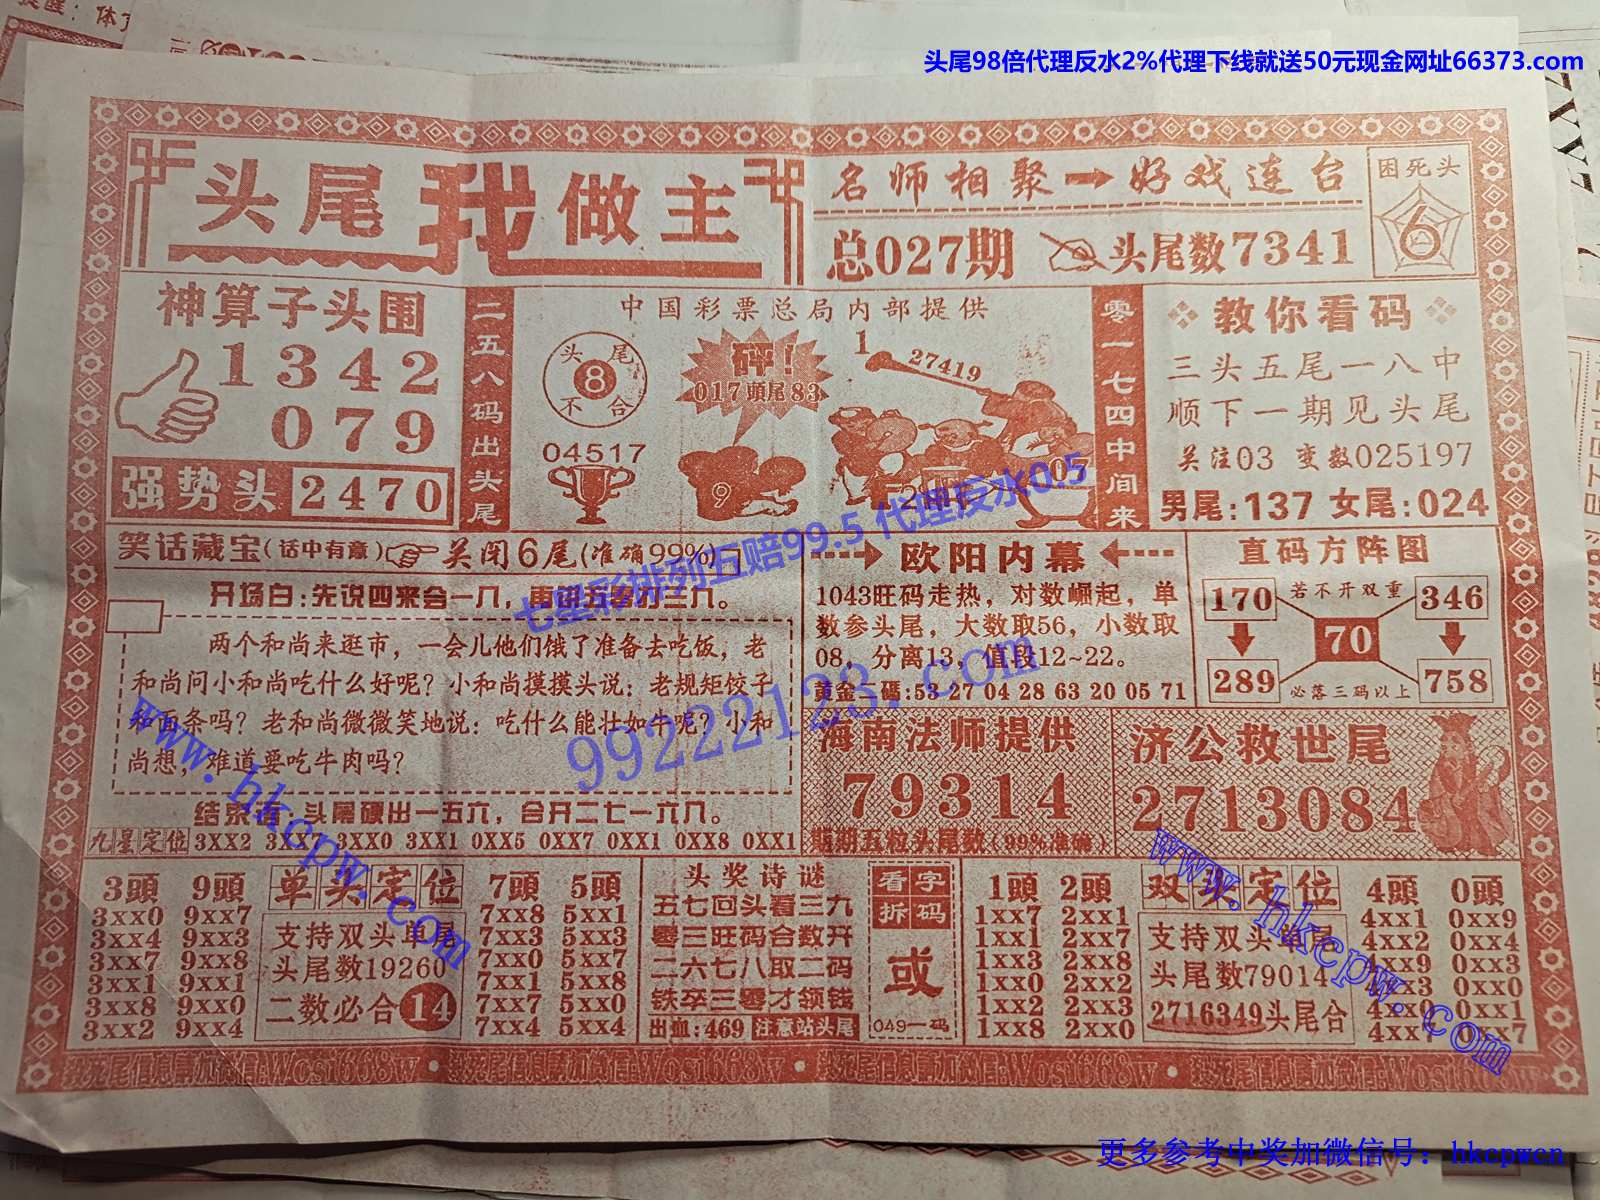 头尾98倍代理反水2%代理下线就送50元现金网址66373.com
头尾我做主
名师相聚→好戏连台
总027期
头尾数7341
困死头
6
神算子头围
1342
079
强势头 2470
二五八码出头尾
中国彩票总局内部提供
头尾
8
不合
04517
砰!
017頭尾83
9
1
27419
07
零一七四中间来
教你看码
三头五尾一八中
顺下一期见头尾
关注03 变数025197
男尾:137 女尾:024
笑话藏宝(话中有意) 关闭6尾(准确99%)
开场白:先说四来会一八,再讲五零力三九。
两个和尚来逛市,一会儿他们饿了准备去吃饭,老
和尚问小和尚吃什么好呢?小和尚摸摸头说:老规矩饺子
和面条吗?老和尚微微笑地说:吃什么能壮如牛呢?小和
尚想,难道要吃牛肉吗?
结束语:头尾硬出一五六,合开二七一六八。
九星定位 3XX2 3XX0 3XX1 0XX5 0XX7 0XX1 0XX8 0XX1
欧阳内幕
1043旺码走热,对数崛起,单
数参头尾,大数取56,小数取
08,分离13,值段12~22。
黄金二碼:53 27 04 28 63 20 05 71
直码方阵图
170 若不开双重 346
70
289 必落三码以上 758
海南法师提供
79314
期期五粒头尾数(99%准确)
济公救世尾
2713084
3頭 9頭
3xx0 9xx7
3xx4 9xx3
3xx7 9xx8
3xx1 9xx1
3xx8 9xx0
3xx2 9xx4
单头定位
支持双头单尾
头尾数19260
二数必合14
7頭 5頭
7xx8 5xx1
7xx3 5xx3
7xx0 5xx7
7xx1 5xx8
7xx7 5xx0
7xx4 5xx4
头奖诗谜
五七回头看三九
零三旺码合数开
二六七八取二码
铁卒三零才领钱
出血:469 注意站头尾
看字拆码
或
049一码
1頭 2頭
1xx7 2xx1
1xx1 2xx7
1xx3 2xx8
1xx0 2xx9
1xx2 2xx3
1xx8 2xx0
双头定位
支持双头单尾
头尾数79014
2716349头尾合
4頭 0頭
4xx1 0xx9
4xx2 0xx4
4xx9 0xx3
0xx0
4xx0 0xx1
0xx7
七星彩排列五赔99.5 代理反水0.5
99222123.com
www.hkcpw.com
www.hkcpw.com
更多参考中奖加微信号：hkcpwcn